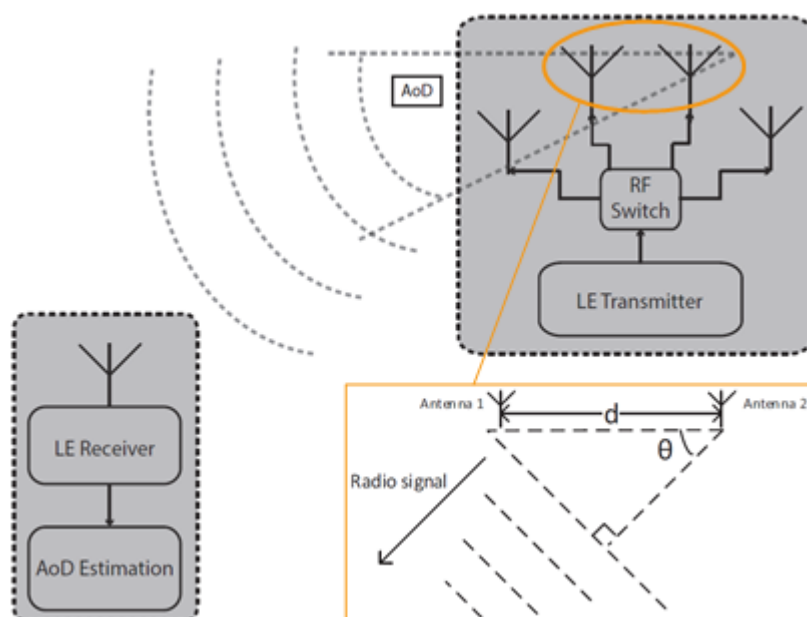 AoD
RF
Switch
LE Transmitter
LE Receiver
AoD Estimation
Antenna 1
d
Antenna 2
θ
Radio signal